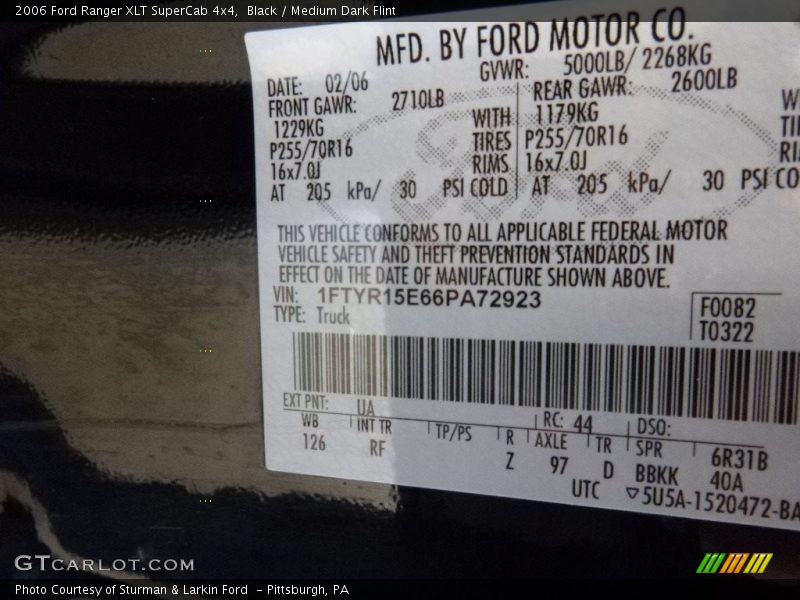 2006 Ford Ranger XLT SuperCab 4x4,  Black / Medium Dark Flint
MFD. BY FORD MOTOR CO.
DATE: 02/06 GVWR: 5000LB/ 2268KG
FRONT GAWR: 2710LB REAR GAWR: 2600LB
1229KG WITH 1179KG
P255/70R16 TIRES P255/70R16
16x7.0J RIMS 16x7.0J
AT 205 kPa/ 30 PSI COLD AT 205 kPa/ 30 PSI CO
THIS VEHICLE CONFORMS TO ALL APPLICABLE FEDERAL MOTOR
VEHICLE SAFETY AND THEFT PREVENTION STANDARDS IN
EFFECT ON THE DATE OF MANUFACTURE SHOWN ABOVE.
VIN: 1FTYR15E66PA72923
TYPE: Truck
F0082
T0322
EXT PNT: UA RC: 44 DSO:
WB INT TR TP/PS R AXLE TR SPR 6R31B
126 RF Z 97 D BBKK 40A
UTC ▽5U5A-1520472-BA
Ford
GTCARLOT.COM
Photo Courtesy of Sturman & Larkin Ford  - Pittsburgh, PA